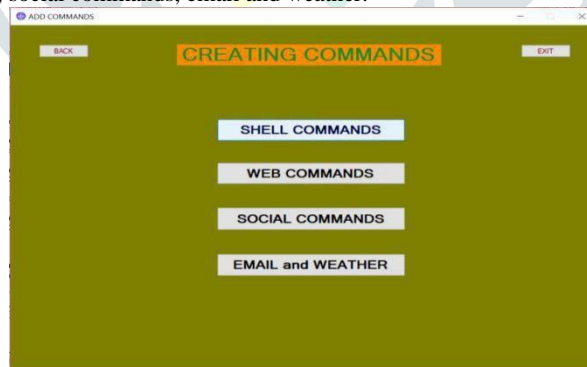 social commands, email and weather.
ADD COMMANDS
BACK
CREATING COMMANDS
EXIT
SHELL COMMANDS
WEB COMMANDS
SOCIAL COMMANDS
EMAIL and WEATHER